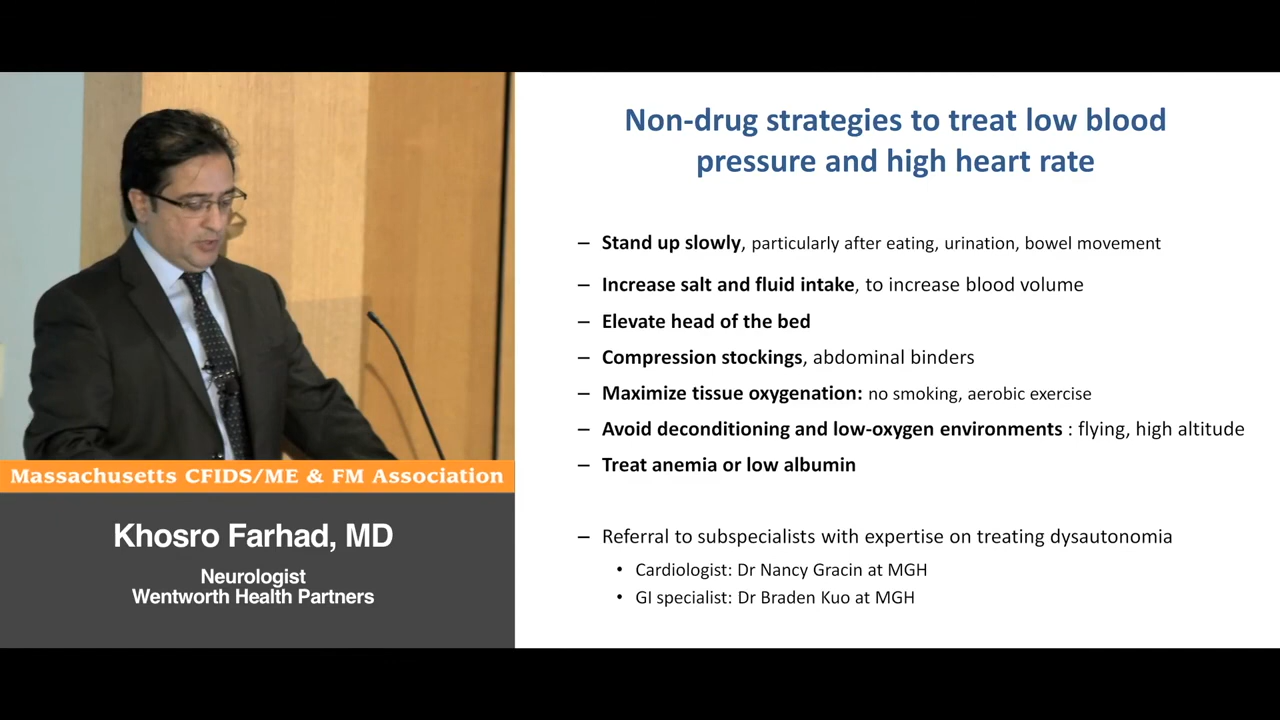 Non-drug strategies to treat low blood
pressure and high heart rate
– Stand up slowly, particularly after eating, urination, bowel movement
– Increase salt and fluid intake, to increase blood volume
– Elevate head of the bed
– Compression stockings, abdominal binders
– Maximize tissue oxygenation: no smoking, aerobic exercise
– Avoid deconditioning and low-oxygen environments : flying, high altitude
– Treat anemia or low albumin
– Referral to subspecialists with expertise on treating dysautonomia
• Cardiologist: Dr Nancy Gracin at MGH
• GI specialist: Dr Braden Kuo at MGH
Massachusetts CFIDS/ME & FM Association
Khosro Farhad, MD
Neurologist
Wentworth Health Partners